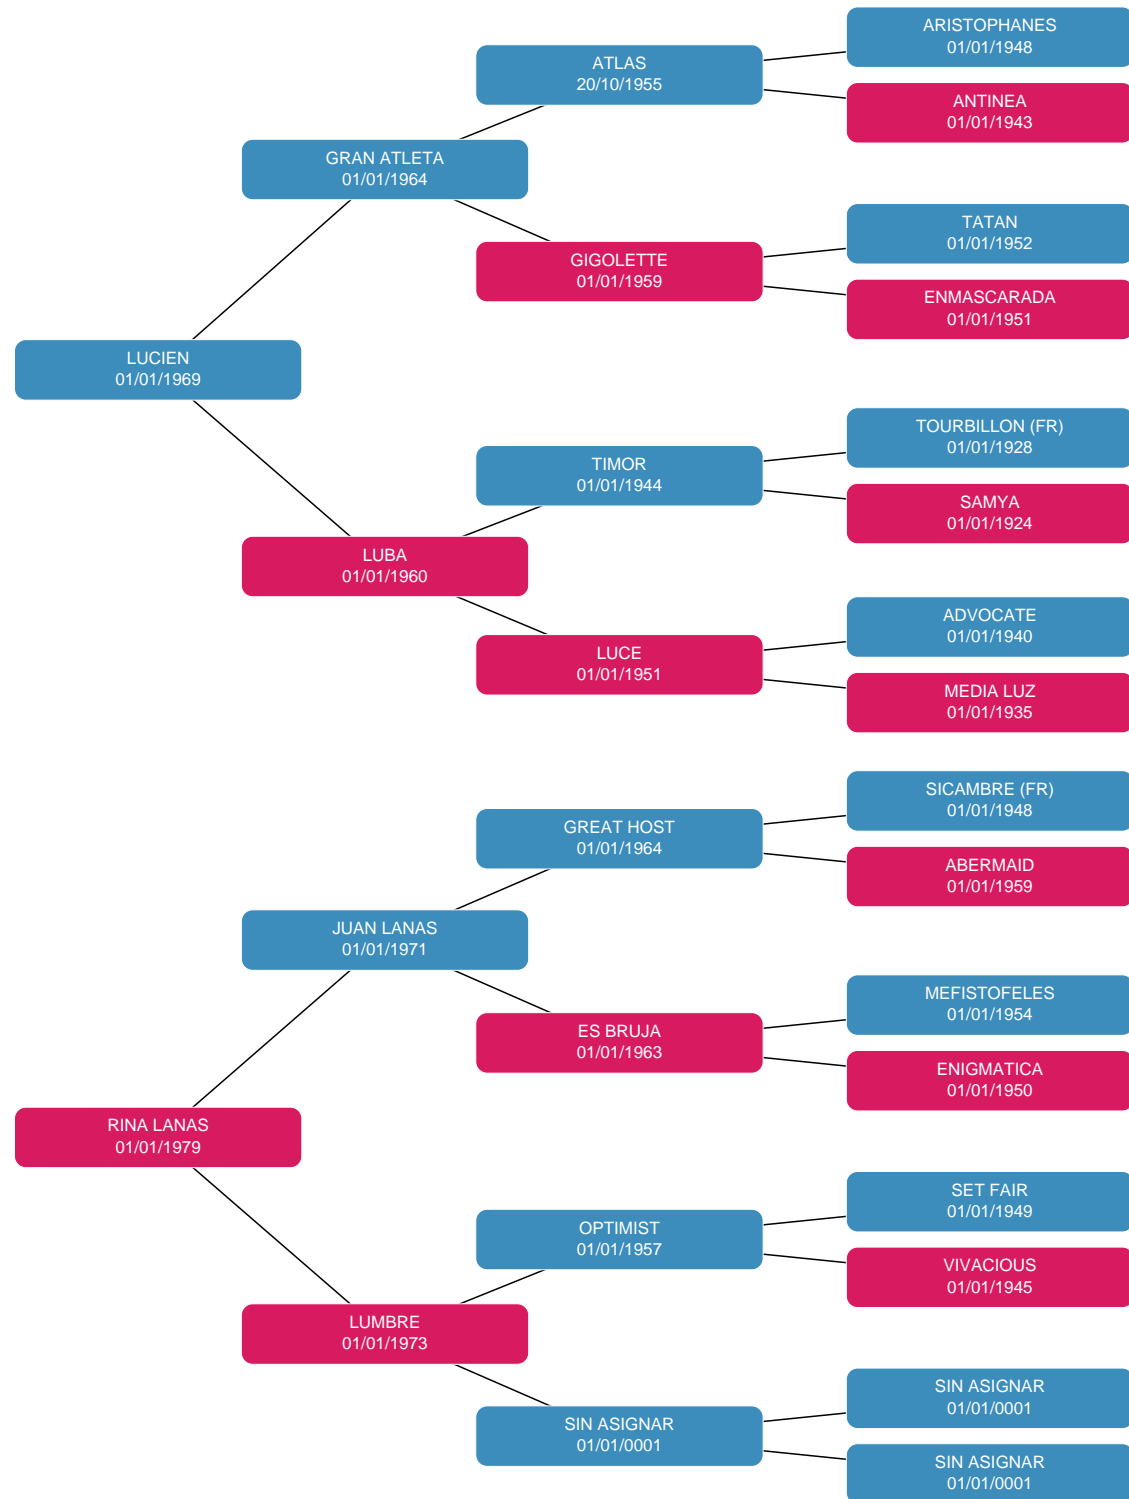 ARISTOPHANES
01/01/1948
ATLAS
20/10/1955
ANTINEA
01/01/1943
GRAN ATLETA
01/01/1964
TATAN
01/01/1952
GIGOLETTE
01/01/1959
ENMASCARADA
01/01/1951
LUCIEN
01/01/1969
TOURBILLON (FR)
01/01/1928
TIMOR
01/01/1944
SAMYA
01/01/1924
LUBA
01/01/1960
ADVOCATE
01/01/1940
LUCE
01/01/1951
MEDIA LUZ
01/01/1935
SICAMBRE (FR)
01/01/1948
GREAT HOST
01/01/1964
ABERMAID
01/01/1959
JUAN LANAS
01/01/1971
MEFISTOFELES
01/01/1954
ES BRUJA
01/01/1963
ENIGMATICA
01/01/1950
RINA LANAS
01/01/1979
SET FAIR
01/01/1949
OPTIMIST
01/01/1957
VIVACIOUS
01/01/1945
LUMBRE
01/01/1973
SIN ASIGNAR
01/01/0001
SIN ASIGNAR
01/01/0001
SIN ASIGNAR
01/01/0001